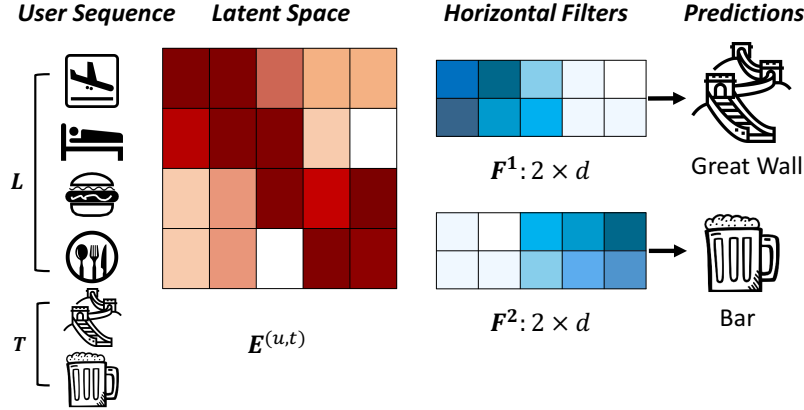 User Sequence
Latent Space
Horizontal Filters
Predictions
L
T
E^{(u,t)}
F^1: 2 × d
Great Wall
F^2: 2 × d
Bar